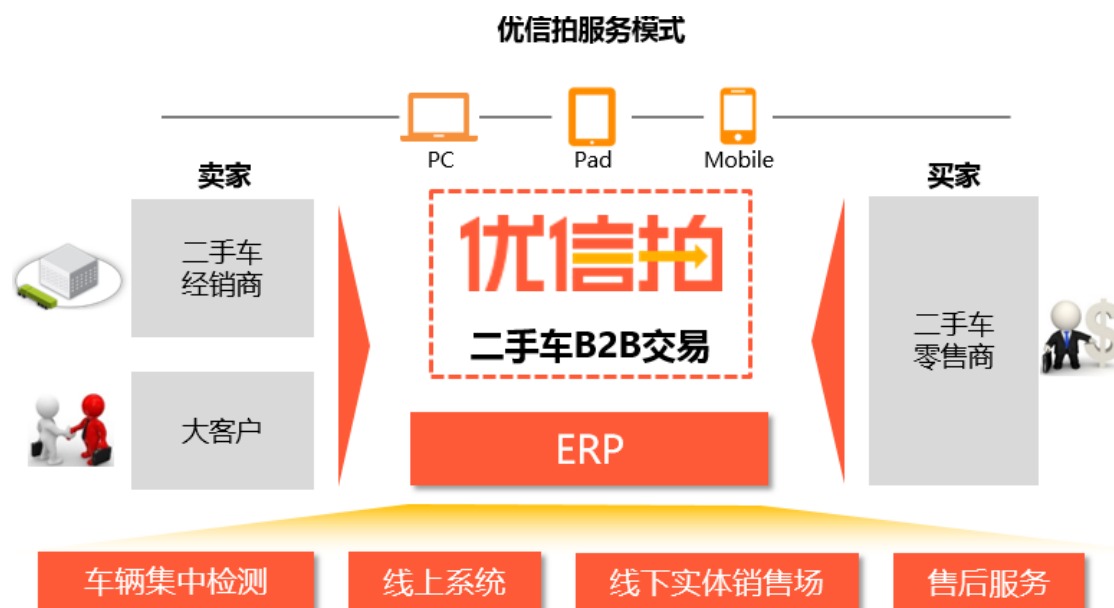 优信拍服务模式
PC
Pad
Mobile
卖家
买家
二手车
经销商
大客户
优信拍
二手车B2B交易
ERP
二手车
零售商
车辆集中检测
线上系统
线下实体销售场
售后服务